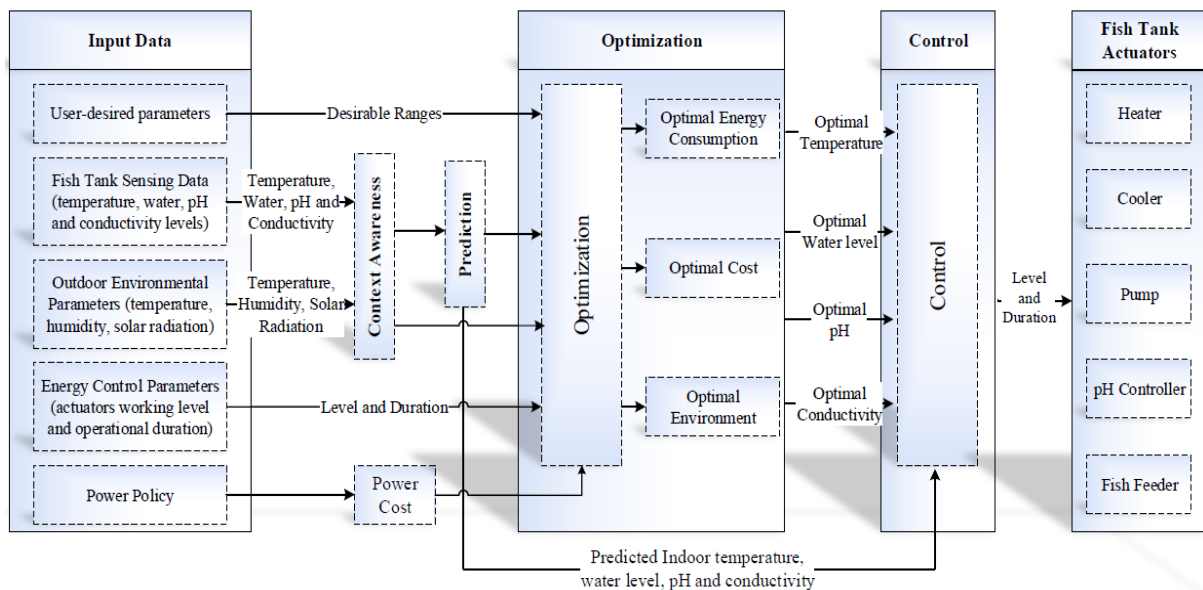 Input Data
User-desired parameters
Fish Tank Sensing Data
(temperature, water, pH
and conductivity levels)
Outdoor Environmental
Parameters (temperature,
humidity, solar radiation)
Energy Control Parameters
(actuators working level
and operational duration)
Power Policy
Desirable Ranges
Temperature,
Water, pH and
Conductivity
Temperature,
Humidity, Solar
Radiation
Level and Duration
Context Awareness
Prediction
Power
Cost
Optimization
Optimization
Optimal Energy
Consumption
Optimal Cost
Optimal
Environment
Optimal
Temperature
Optimal
Water level
Optimal
pH
Optimal
Conductivity
Predicted Indoor temperature,
water level, pH and conductivity
Control
Control
Level
and
Duration
Fish Tank
Actuators
Heater
Cooler
Pump
pH Controller
Fish Feeder